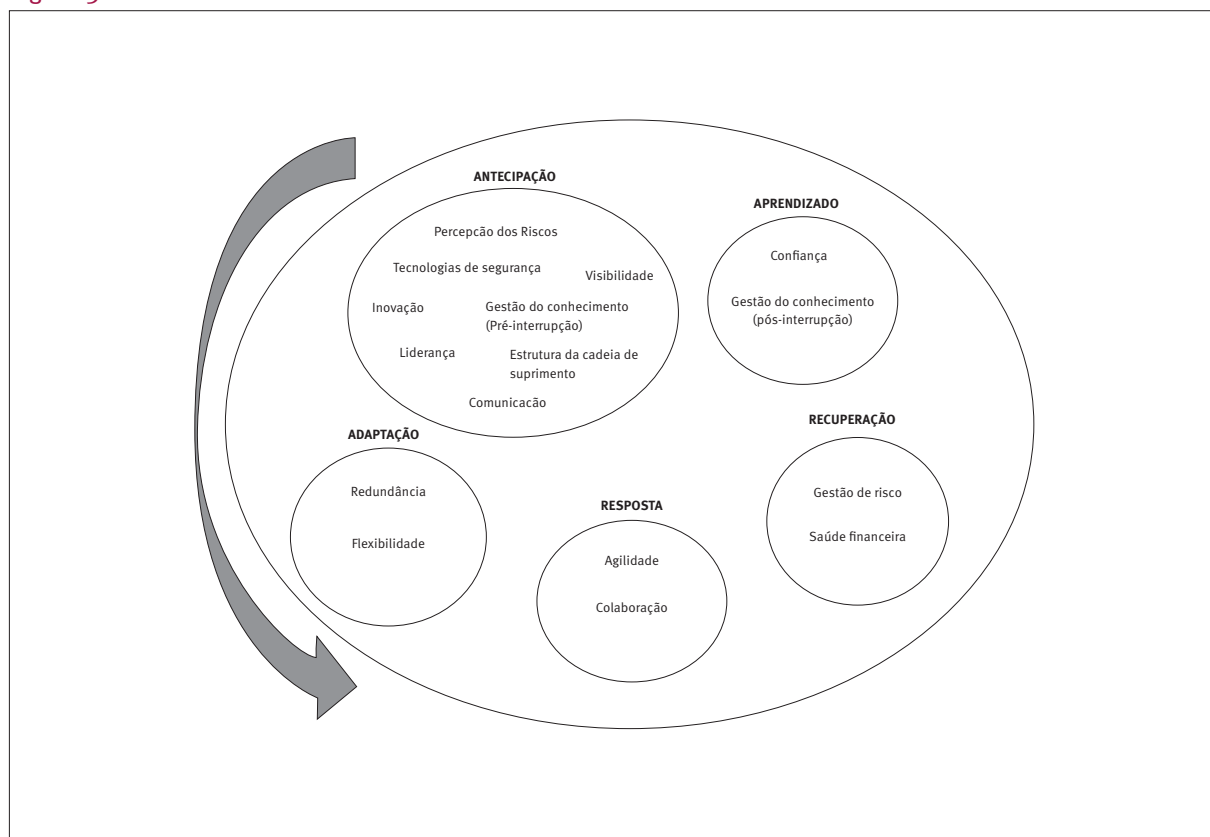 ANTECIPAÇÃO
Percepcão dos Riscos
Tecnologias de segurança
Visibilidade
Inovação
Gestão do conhecimento
(Pré-interrupção)
Liderança
Estrutura da cadeia de
suprimento
Comunicacão
APRENDIZADO
Confiança
Gestão do conhecimento
(pós-interrupção)
ADAPTAÇÃO
Redundância
Flexibilidade
RESPOSTA
Agilidade
Colaboração
RECUPERAÇÃO
Gestão de risco
Saúde financeira